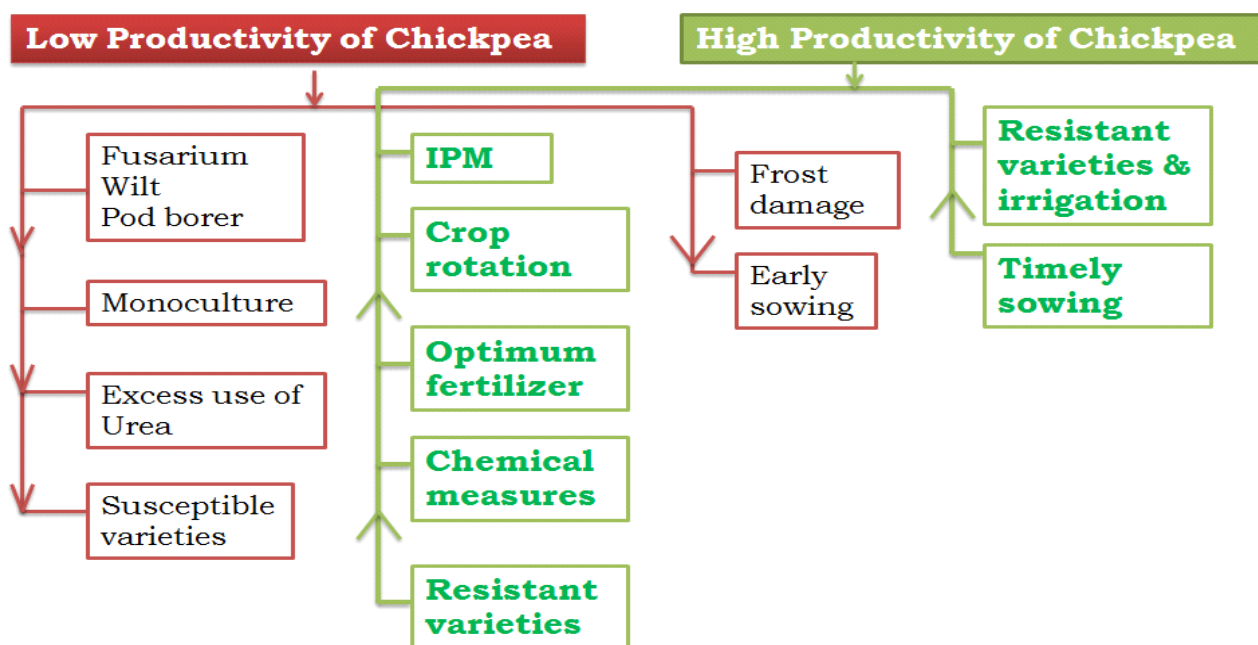 Low Productivity of Chickpea
High Productivity of Chickpea
Fusarium
Wilt
Pod borer
Monoculture
Excess use of
Urea
Susceptible
varieties
IPM
Crop
rotation
Optimum
fertilizer
Chemical
measures
Resistant
varieties
Frost
damage
Early
sowing
Resistant
varieties &
irrigation
Timely
sowing